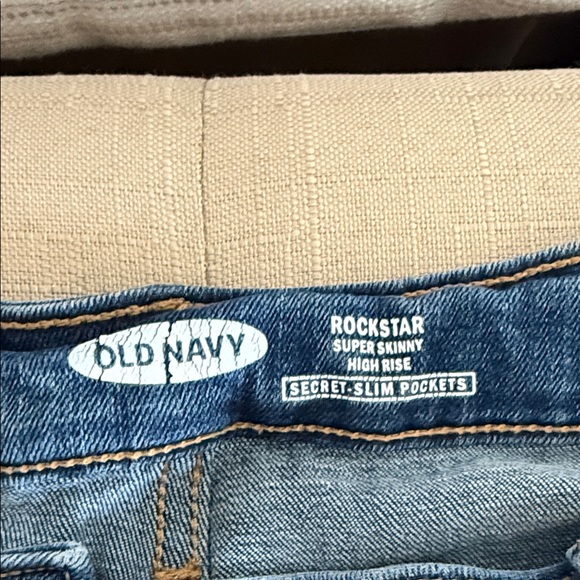 OLD NAVY
ROCKSTAR
SUPER SKINNY
HIGH RISE
SECRET-SLIM POCKETS